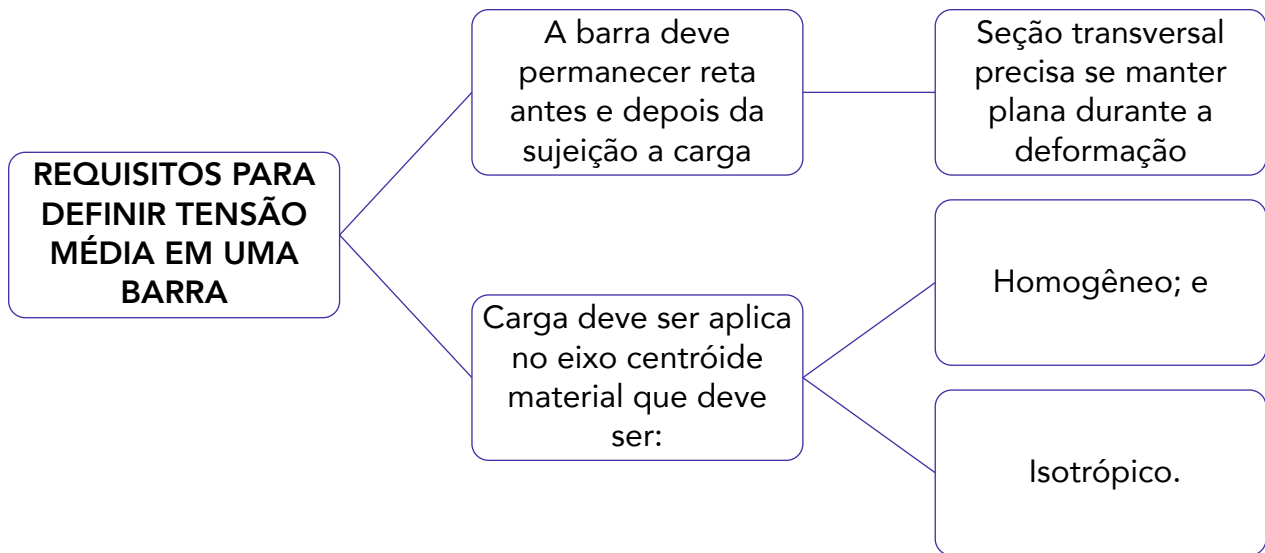 REQUISITOS PARA
DEFINIR TENSÃO
MÉDIA EM UMA
BARRA
A barra deve
permanecer reta
antes e depois da
sujeição a carga
Seção transversal
precisa se manter
plana durante a
deformação
Carga deve ser aplica
no eixo centróide
material que deve
ser:
Homogêneo; e
Isotrópico.